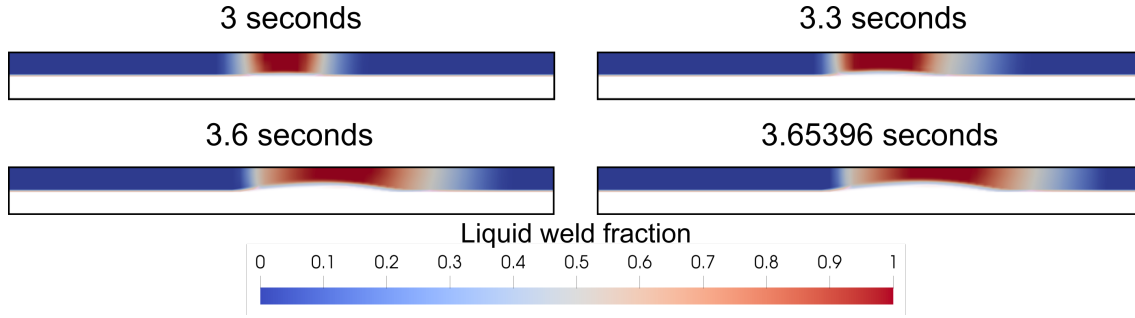 3 seconds
3.3 seconds
3.6 seconds
3.65396 seconds
Liquid weld fraction
0 0.1 0.2 0.3 0.4 0.5 0.6 0.7 0.8 0.9 1